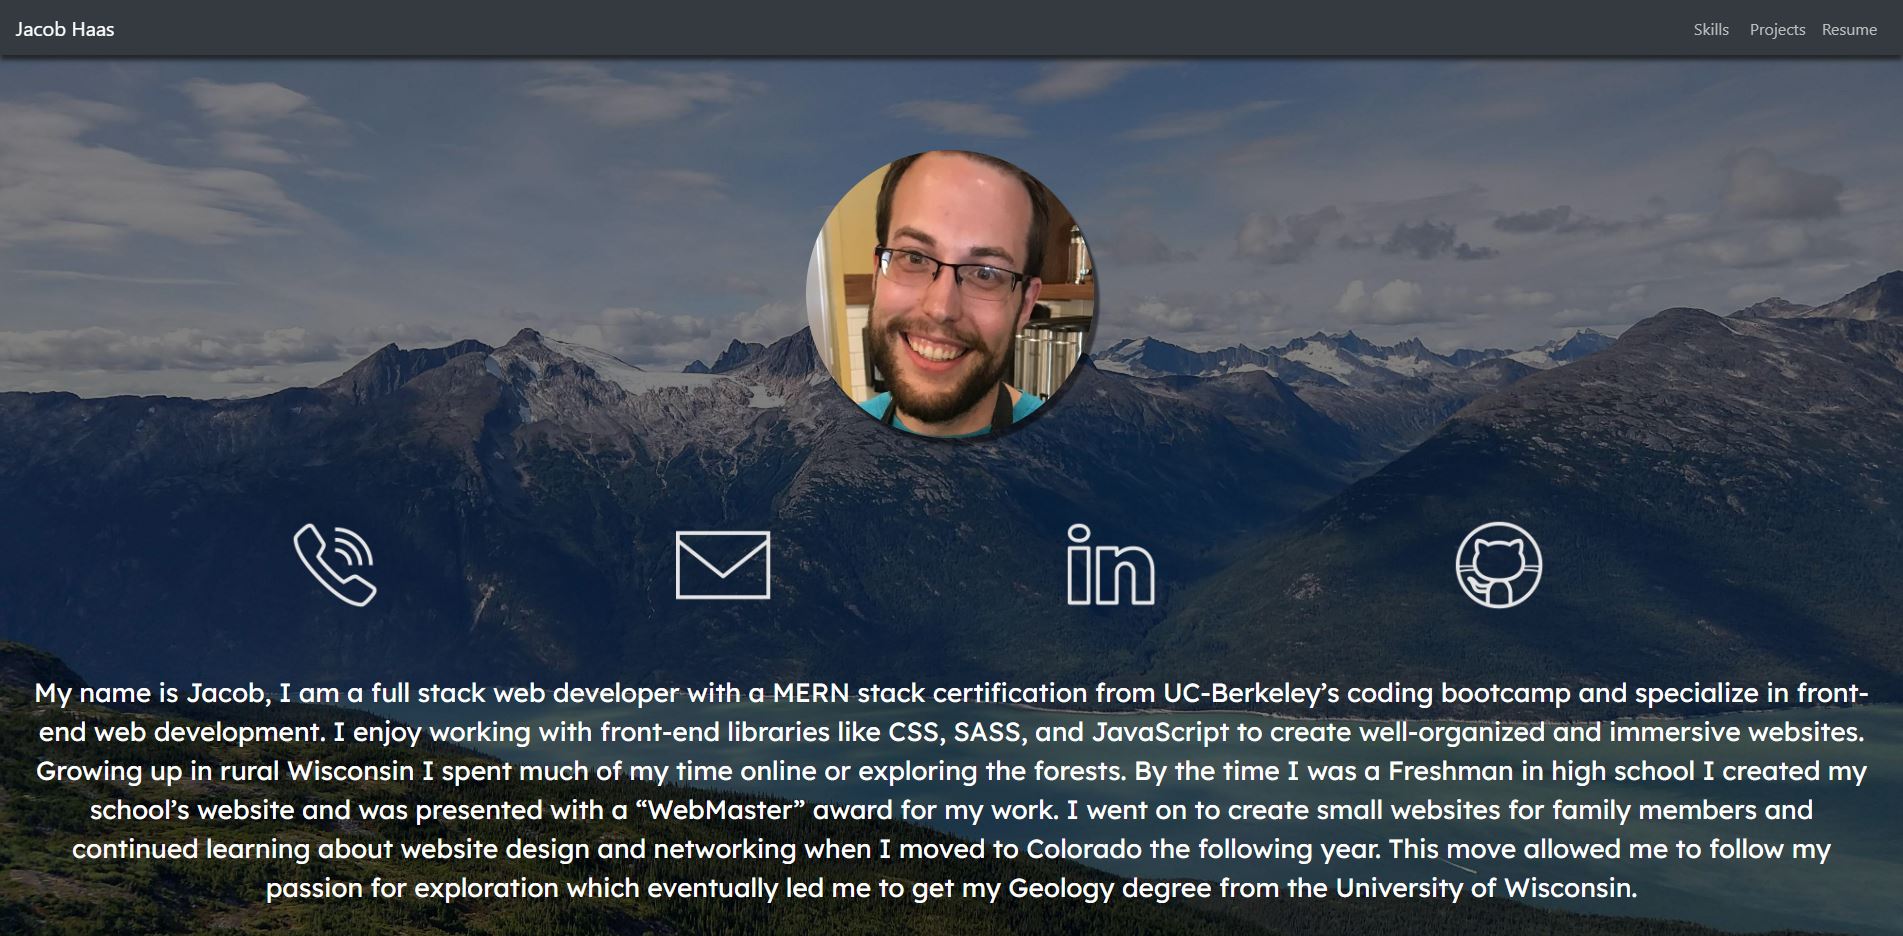 Jacob Haas
Skills Projects Resume
in
My name is Jacob, I am a full stack web developer with a MERN stack certification from UC-Berkeley’s coding bootcamp and specialize in front-
end web development. I enjoy working with front-end libraries like CSS, SASS, and JavaScript to create well-organized and immersive websites.
Growing up in rural Wisconsin I spent much of my time online or exploring the forests. By the time I was a Freshman in high school I created my
school’s website and was presented with a “WebMaster” award for my work. I went on to create small websites for family members and
continued learning about website design and networking when I moved to Colorado the following year. This move allowed me to follow my
passion for exploration which eventually led me to get my Geology degree from the University of Wisconsin.